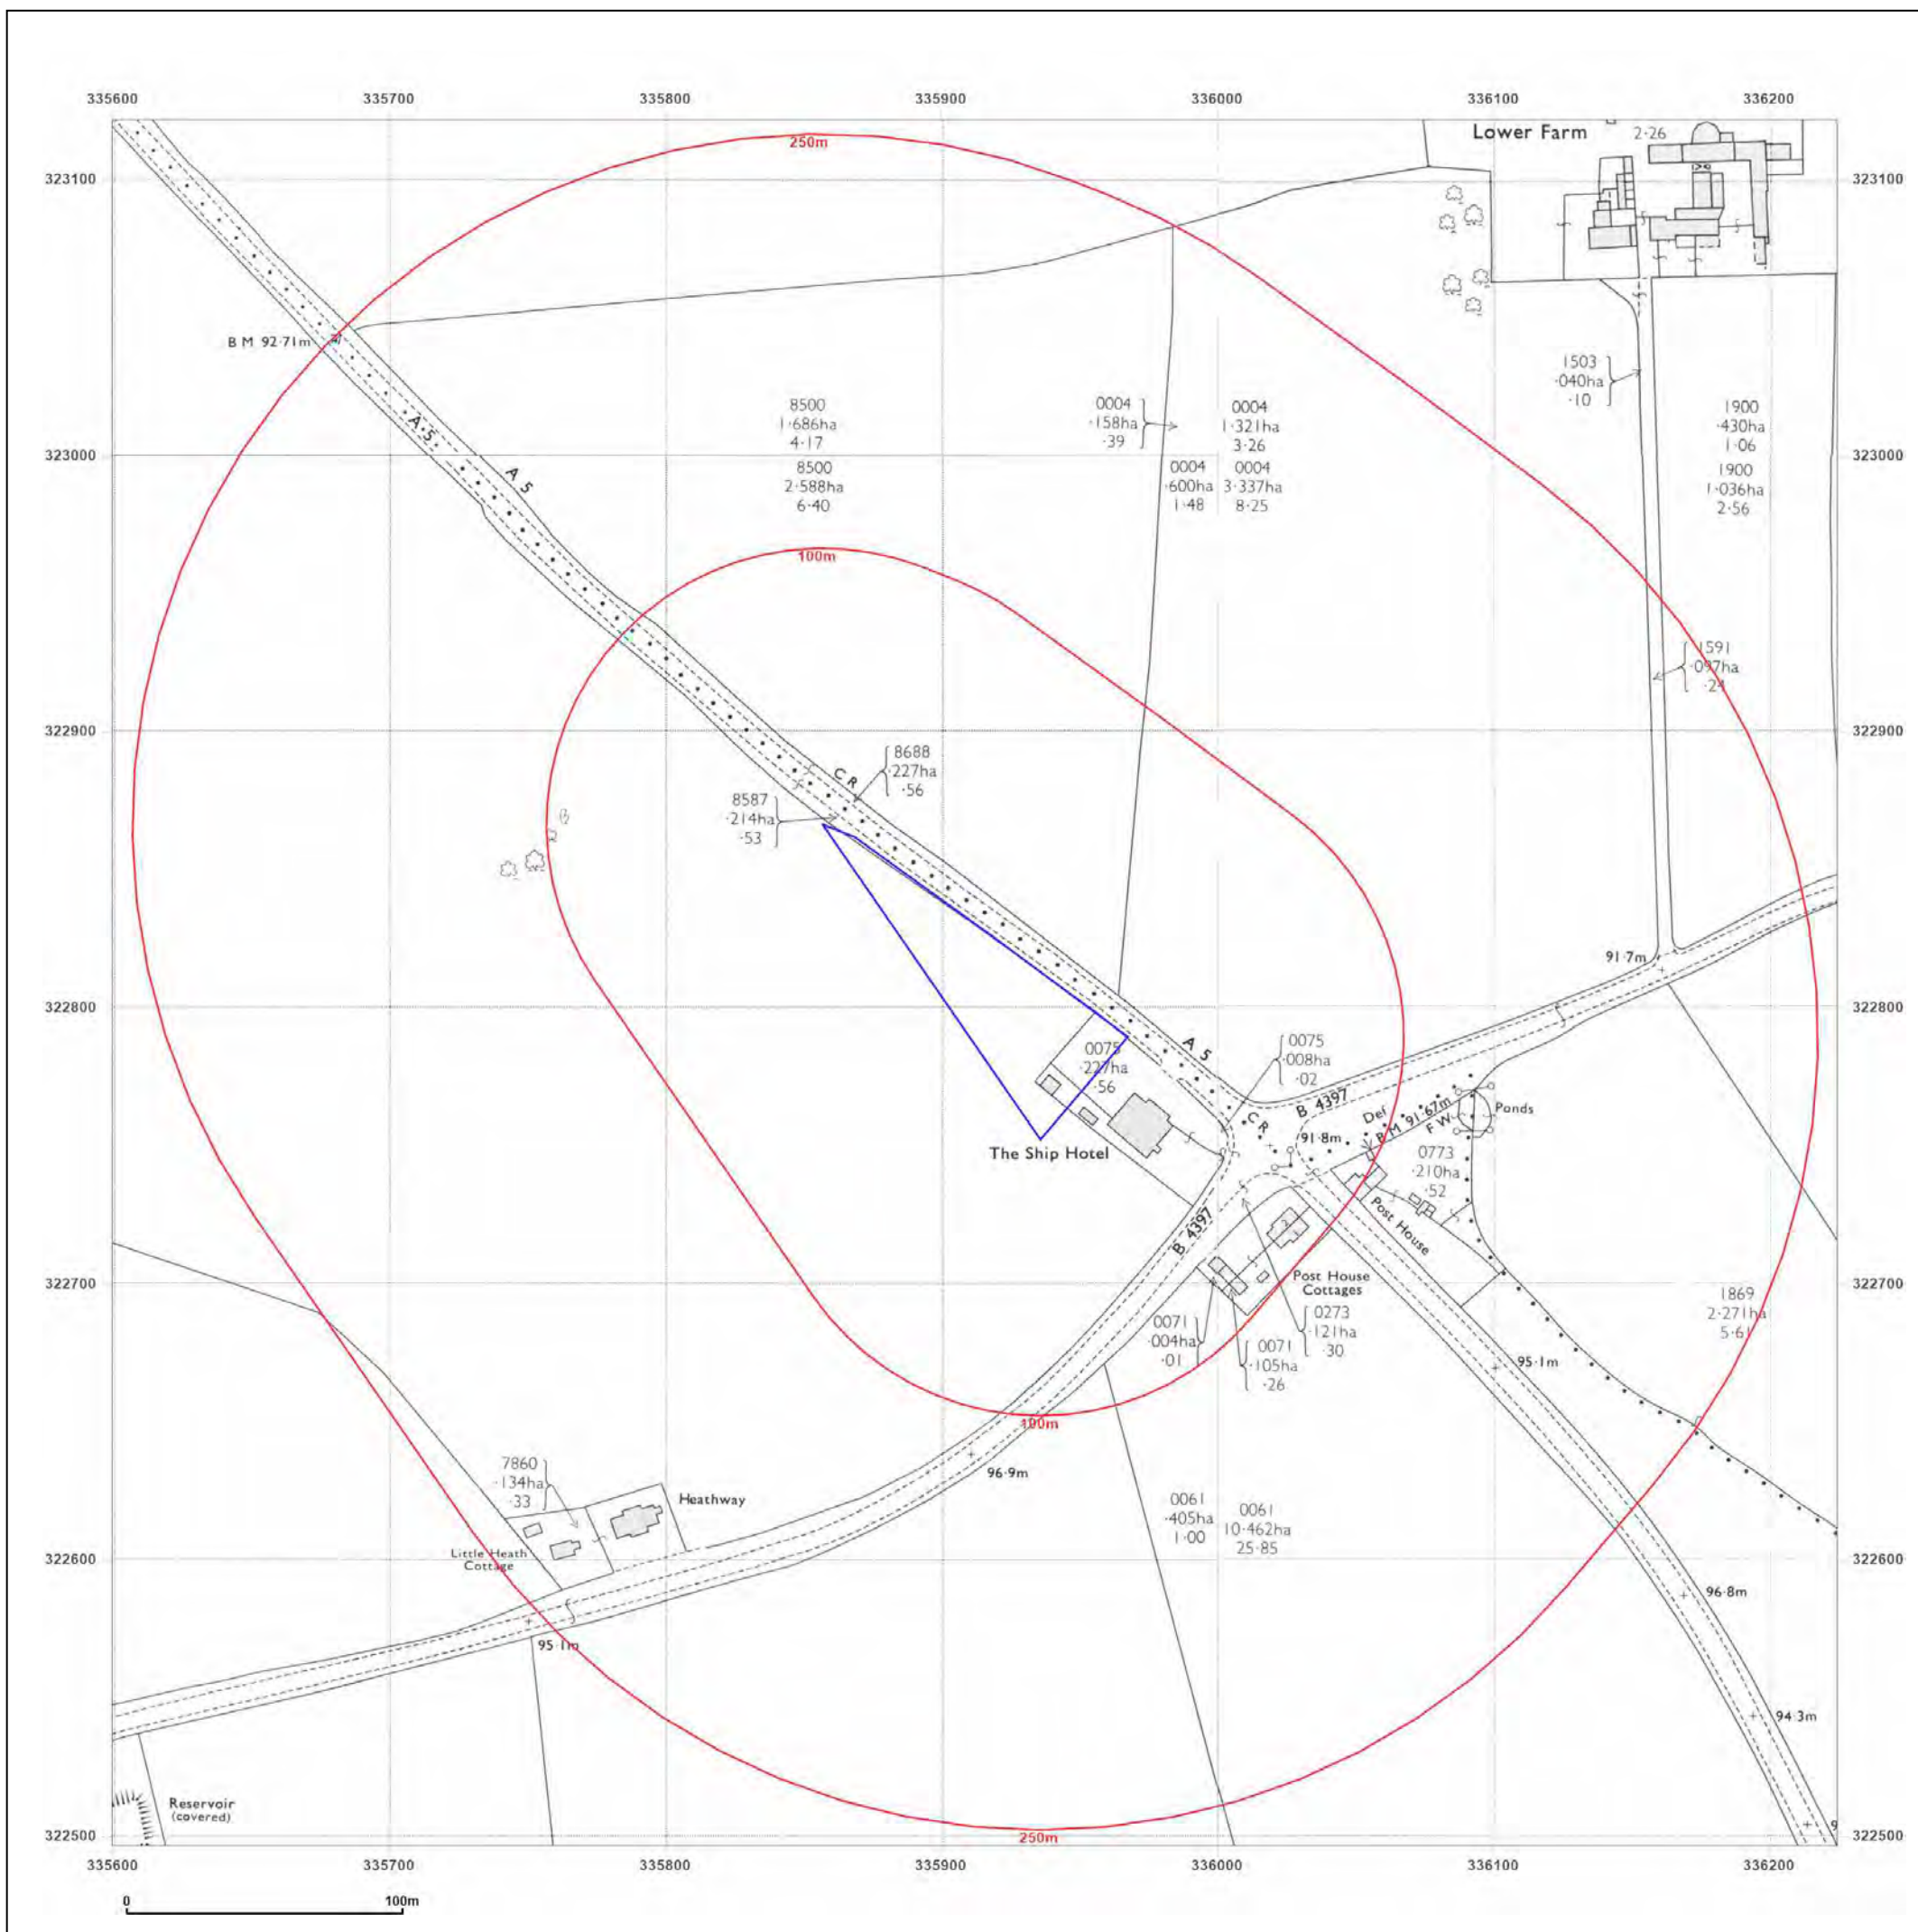 335600 335700 335800 335900 336000 336100 336200
250m
Lower Farm
2·26
323100 323100
B M 92·71m
1503
·040ha
·10
8500
1·686ha
4·17
8500
2·588ha
6·40
0004
·158ha
·39
0004
1·321ha
3·26
0004
·600ha
1·48
0004
3·337ha
8·25
1900
·430ha
1·06
1900
1·036ha
2·56
A 5
323000 323000
A 5
100m
1591
·097ha
·24
322900 322900
C R
8688
·227ha
·56
8587
·214ha
·53
91·7m
322800 322800
A 5
0075
·227ha
·56
0075
·008ha
·02
B 4397
C R
Def
B M 91·67m
F W
Ponds
91·8m
The Ship Hotel
0773
·210ha
·52
Post House
B 4397
2
322700 322700
Post House
Cottages
0071
·004ha
·01
0071
·105ha
·26
0273
·121ha
·30
1869
2·271ha
5·61
95·1m
100m
96·9m
7860
·134ha
·33
Heathway
Little Heath
Cottage
0061
·405ha
1·00
0061
10·462ha
25·85
322600 322600
96·8m
95·1m
94·3m
Reservoir
(covered)
9
322500 322500
250m
335600 335700 335800 335900 336000 336100 336200
0 100m